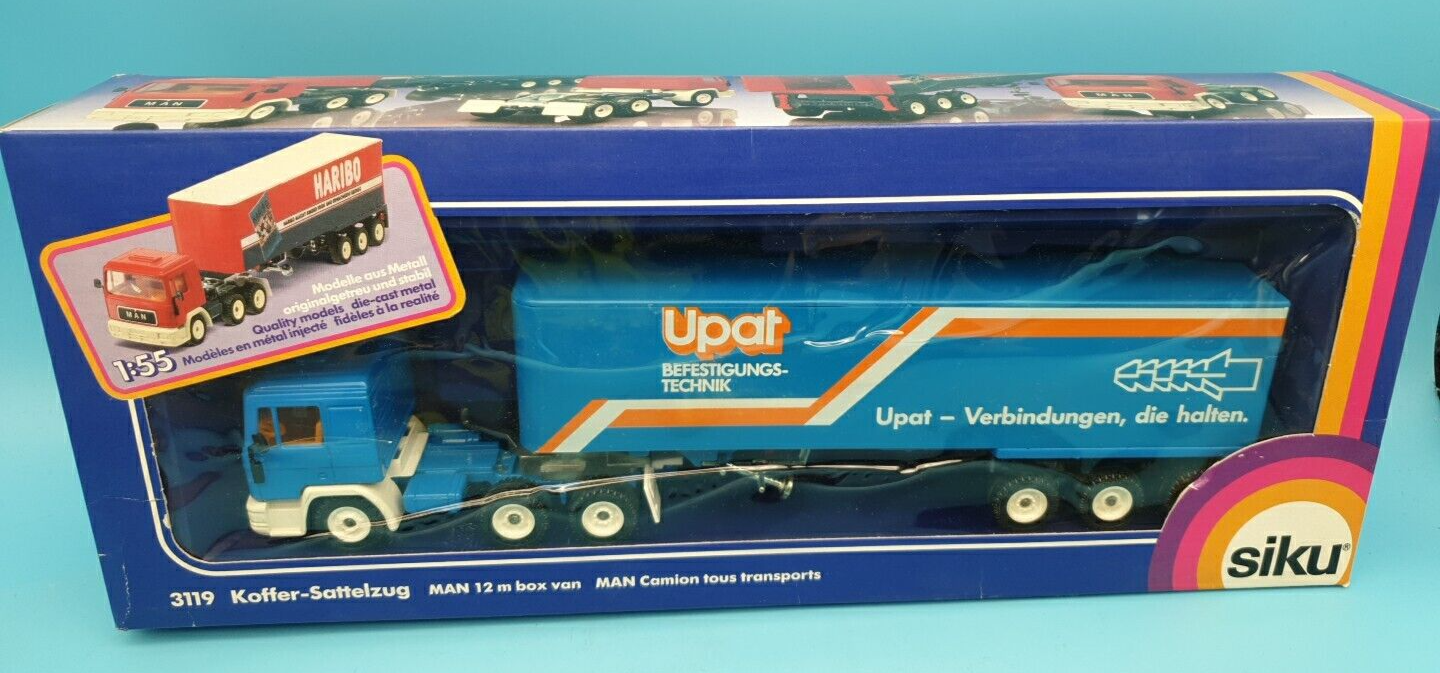 MAN
HARIBO
MAN
Modelle aus Metall
originalgetreu und stabil
Quality models die-cast metal
Modèles en métal injecté fidèles à la réalité
1:55
Upat
BEFESTIGUNGS-
TECHNIK
Upat – Verbindungen, die halten.
3119 Koffer-Sattelzug MAN 12 m box van MAN Camion tous transports
siku®